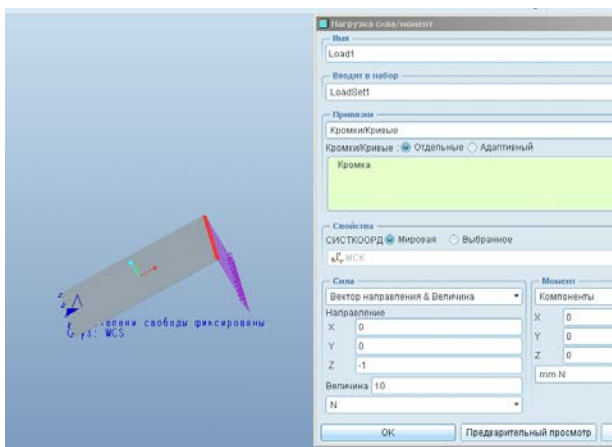 Нагрузка сила/момент
Имя
Load1
Входит в набор
LoadSet1
Привязки
Кромки/Кривые
Кромки/Кривые : Отдельные Адаптивный
Кромка
Свойства
СИСТКООРД Мировая Выбранное
МСК
Сила
Вектор направления & Величина
Направление
X 0
Y 0
Z -1
Величина 10
N
Момент
Компоненты
X 0
Y 0
Z 0
mm N
OK
Предварительный просмотр
свободы фиксированы
WCS